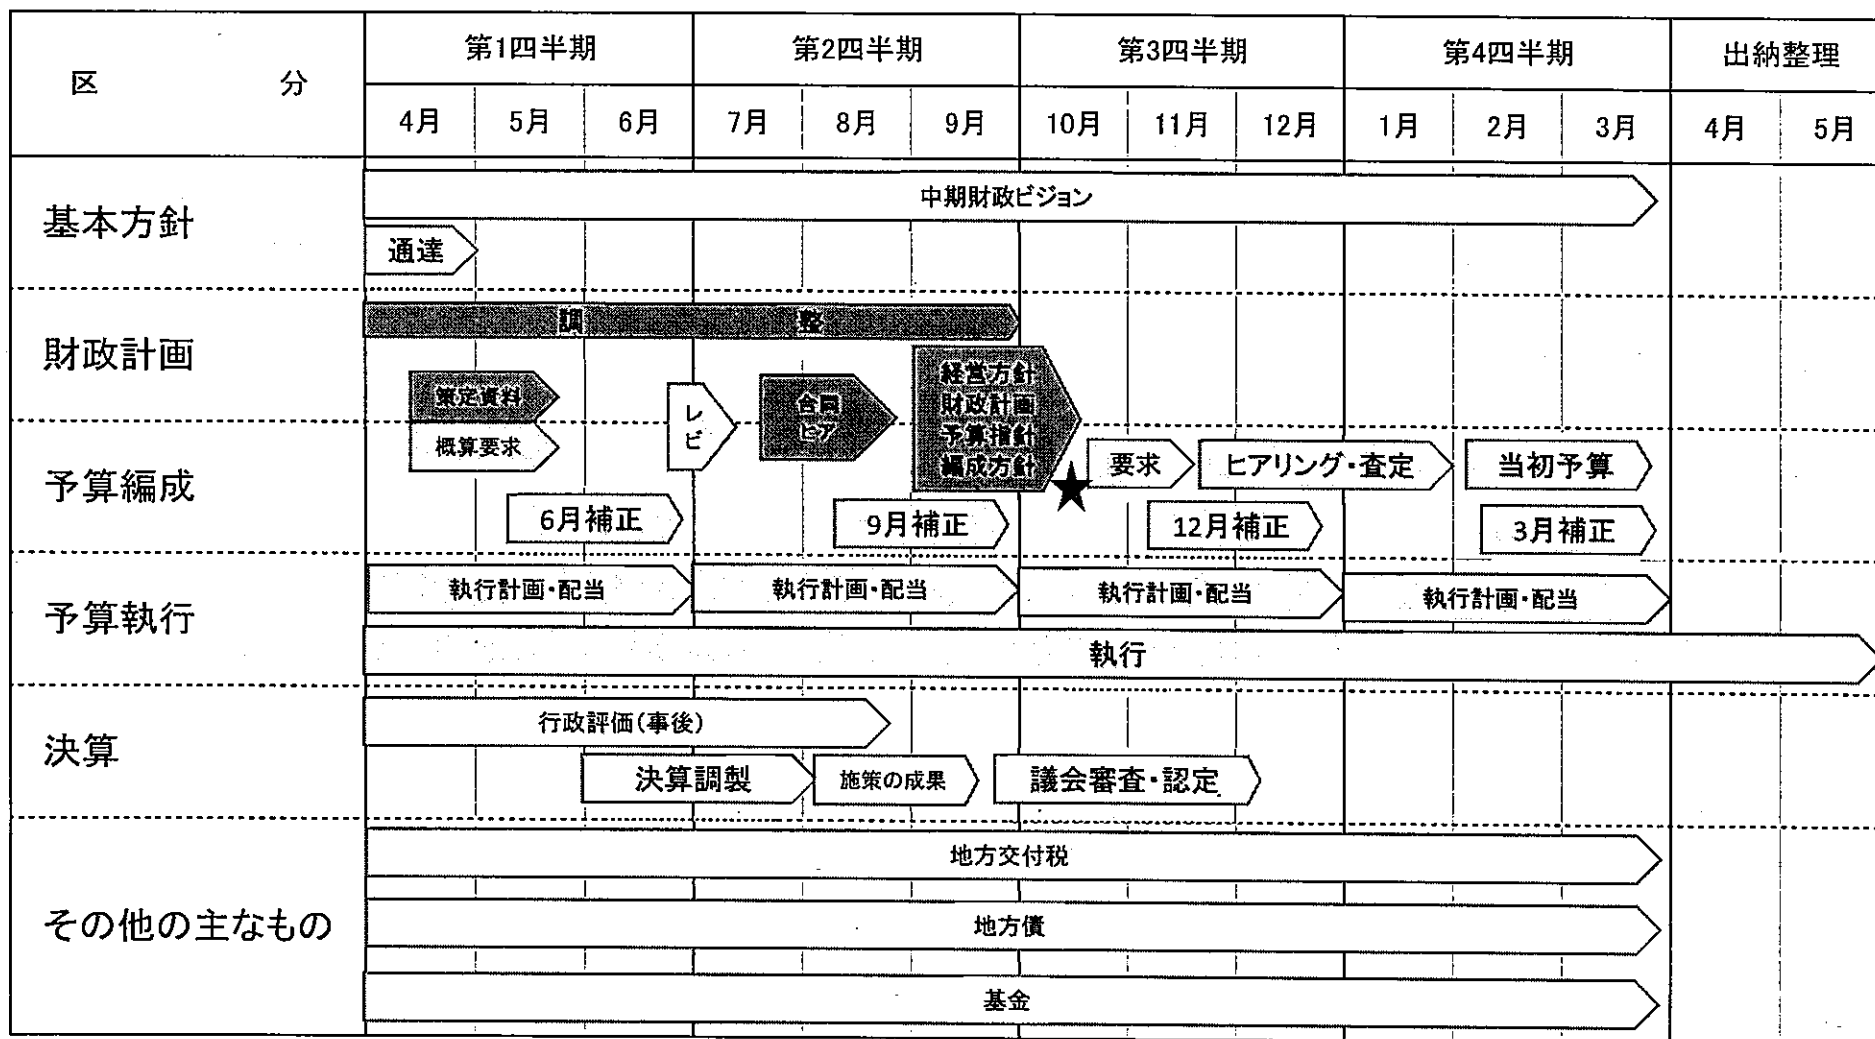 区 分
第1四半期 第2四半期 第3四半期 第4四半期 出納整理
4月 5月 6月 7月 8月 9月 10月 11月 12月 1月 2月 3月 4月 5月
基本方針
中期財政ビジョン
通達
財政計画
調 整
策定資料
レビ
合同
ヒア
経営方針
財政計画
予算指針
編成方針
予算編成
概算要求
要求
ヒアリング・査定
当初予算
6月補正
9月補正
12月補正
3月補正
予算執行
執行計画・配当 執行計画・配当 執行計画・配当 執行計画・配当
執行
決算
行政評価(事後)
決算調製
施策の成果
議会審査・認定
その他の主なもの
地方交付税
地方債
基金